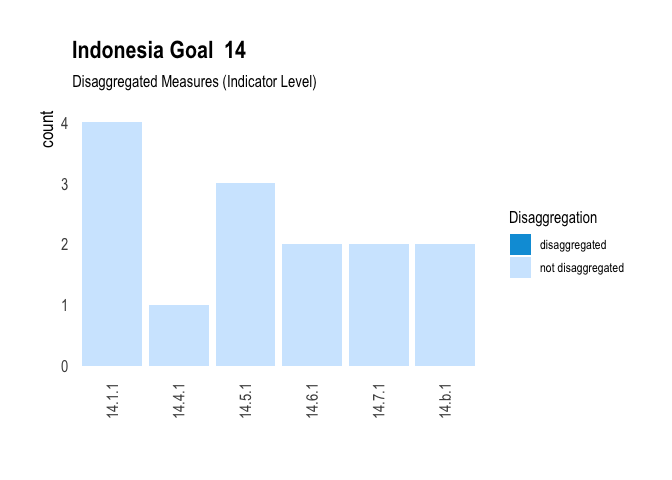 Indonesia Goal  14
Disaggregated Measures (Indicator Level)
count
4
3
2
1
0
14.1.1
14.4.1
14.5.1
14.6.1
14.7.1
14.b.1
Disaggregation
disaggregated
not disaggregated